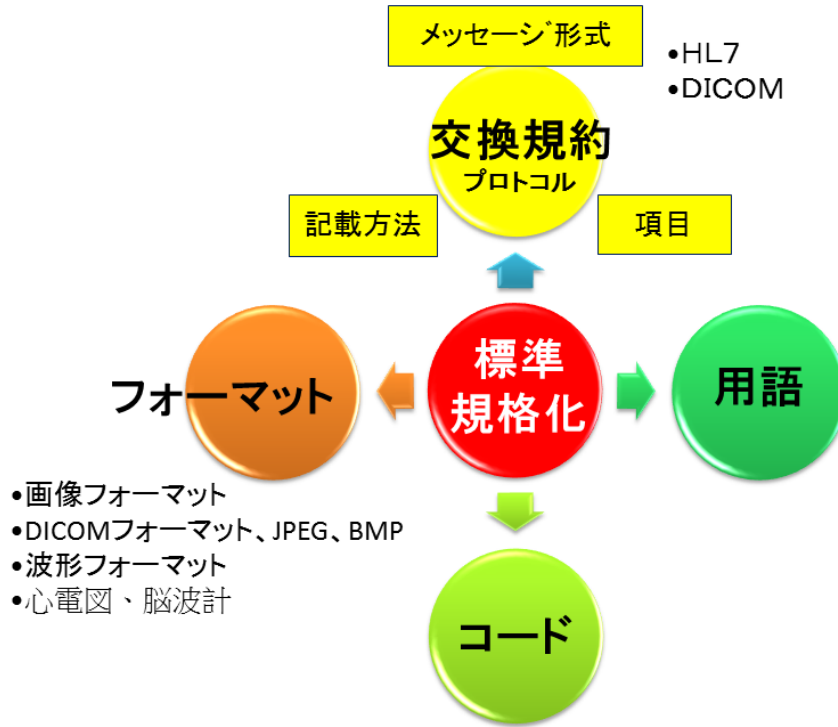 メッセージ形式
•HL7
•DICOM
交換規約
プロトコル
記載方法
項目
標準
規格化
フォーマット
用語
•画像フォーマット
•DICOMフォーマット、JPEG、BMP
•波形フォーマット
•心電図、脳波計
コード